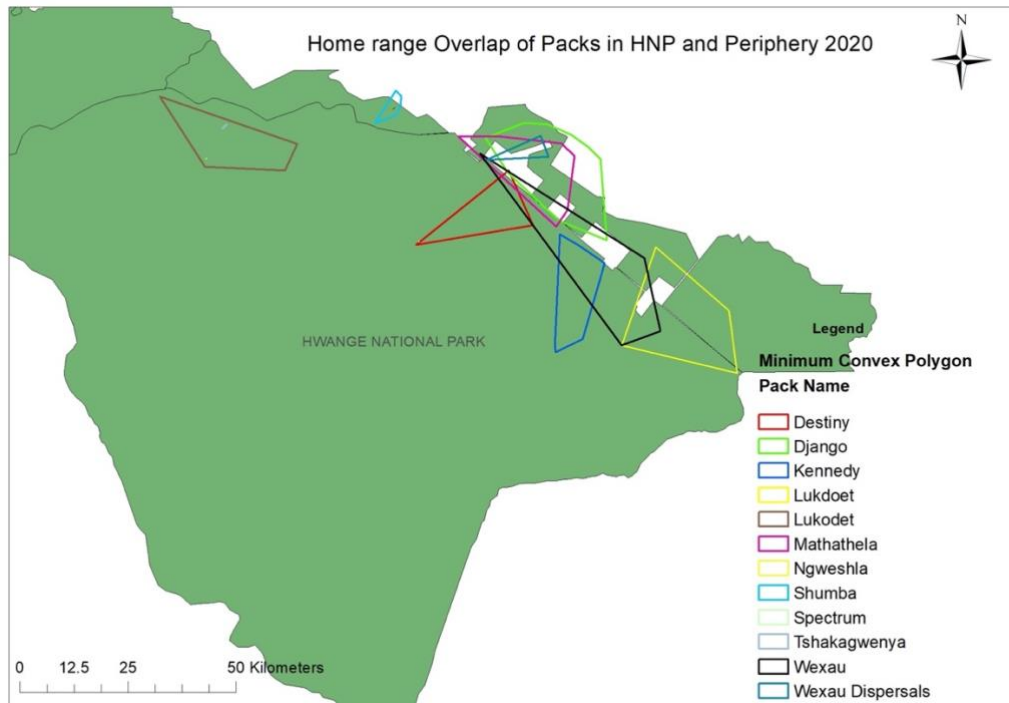 Home range Overlap of Packs in HNP and Periphery 2020
N
HWANGE NATIONAL PARK
Legend
Minimum Convex Polygon
Pack Name
Destiny
Django
Kennedy
Lukdoet
Lukodet
Mathathela
Ngweshla
Shumba
Spectrum
Tshakagwenya
Wexau
Wexau Dispersals
0 12.5 25 50 Kilometers